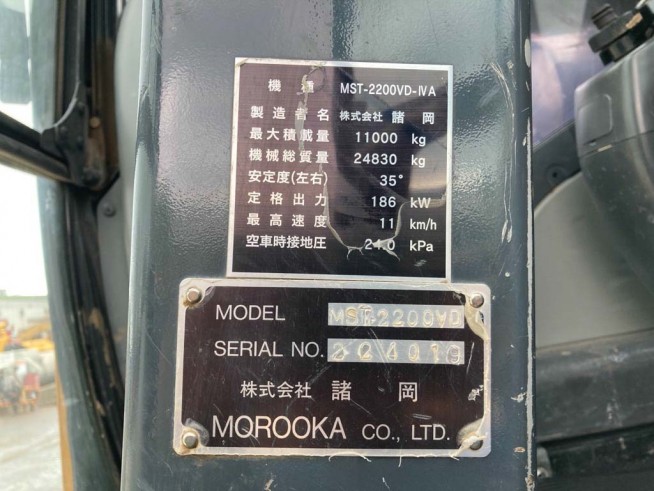 機種 MST-2200VD-ⅣA
製造者名 株式会社 諸岡
最大積載量 11000 kg
機械総質量 24830 kg
安定度(左右) 35°
定格出力 186 kW
最高速度 11 km/h
空車時接地圧 24.0 kPa
MODEL MST2200VD
SERIAL NO.
株式会社 諸岡
MOROOKA CO., LTD.